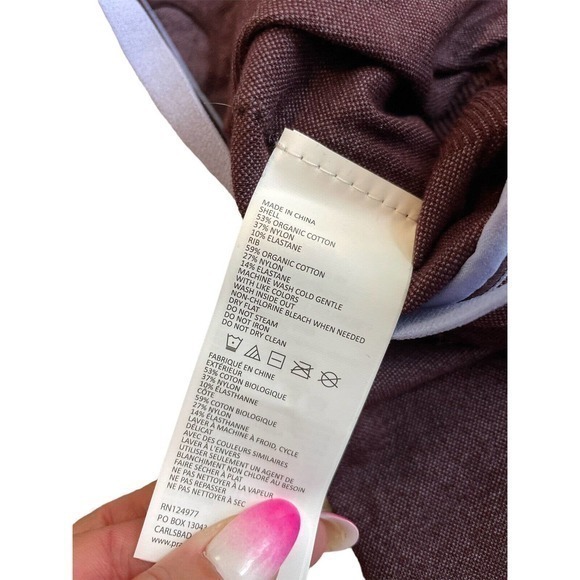 MADE IN CHINA
SHELL
53% ORGANIC COTTON
37% NYLON
10% ELASTANE
RIB
59% ORGANIC COTTON
27% NYLON
14% ELASTANE
MACHINE WASH COLD GENTLE
WITH LIKE COLORS
WASH INSIDE OUT
NON-CHLORINE BLEACH WHEN NEEDED
DRY FLAT
DO NOT STEAM
DO NOT IRON
DO NOT DRY CLEAN
FABRIQUÉ EN CHINE
EXTÉRIEUR
53% COTON BIOLOGIQUE
37% NYLON
10% ÉLASTHANNE
CÔTE
59% COTON BIOLOGIQUE
27% NYLON
14% ÉLASTHANNE
LAVER À MACHINE À FROID, CYCLE
DÉLICAT
AVEC DES COULEURS SIMILAIRES
LAVER À L'ENVERS
UTILISER SEULEMENT UN AGENT DE
BLANCHIMENT NON CHLORÉ AU BESOIN
FAIRE SÉCHER À PLAT
NE PAS NETTOYER À LA VAPEUR
NE PAS REPASSER
NE PAS NETTOYER À SEC
RN124977
PO BOX 1304
CARLSBAD
www.pr